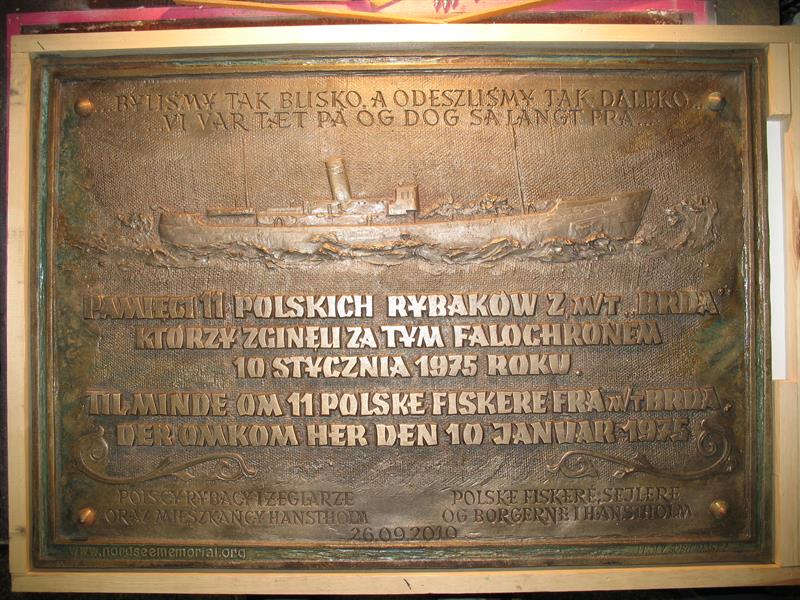 ...BYLIŚMY TAK BLISKO, A ODESZLIŚMY TAK DALEKO...
...VI VAR TÆT PÅ OG DOG SA LANGT FRA...
PAMIĘCI 11 POLSKICH RYBAKÓW Z M/T „BRDA”
KTÓRZY ZGINĘLI ZA TYM FALOCHRONEM
10 STYCZNIA 1975 ROKU.
TIL MINDE OM 11 POLSKE FISKERE FRA M/T BRDA,
DER OMKOM HER DEN 10 JANUAR 1975
POLSCY RYBACY I ŻEGLARZE
ORAZ MIESZKAŃCY HANSTHOLM
POLSKE FISKERE, SEJLERE
OG BORGERNE I HANSTHOLM
26.09.2010
www.nordseememorial.org